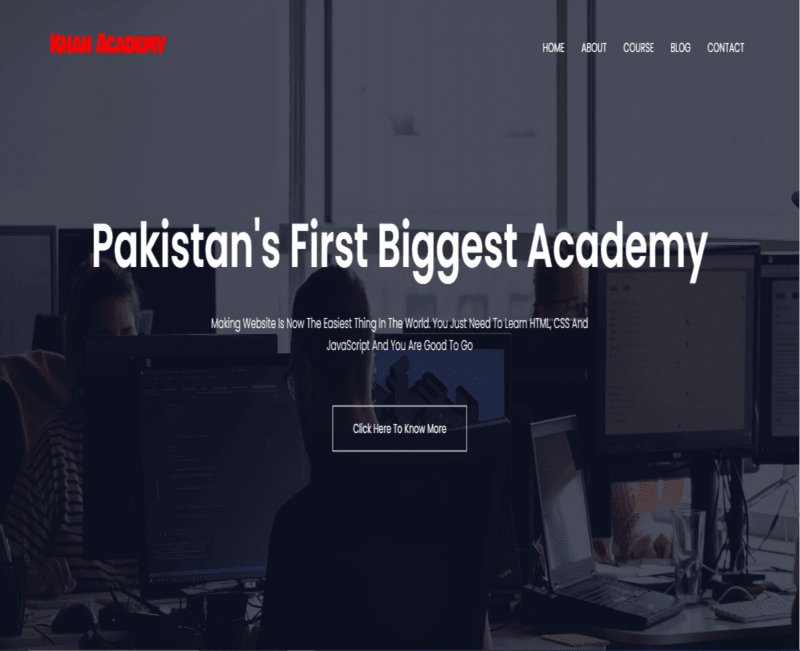 Khan Academy
HOME ABOUT COURSE BLOG CONTACT
Pakistan's First Biggest Academy
Making Website Is Now The Easiest Thing In The World. You Just Need To Learn HTML, CSS And
JavaScript And You Are Good To Go
Click Here To Know More